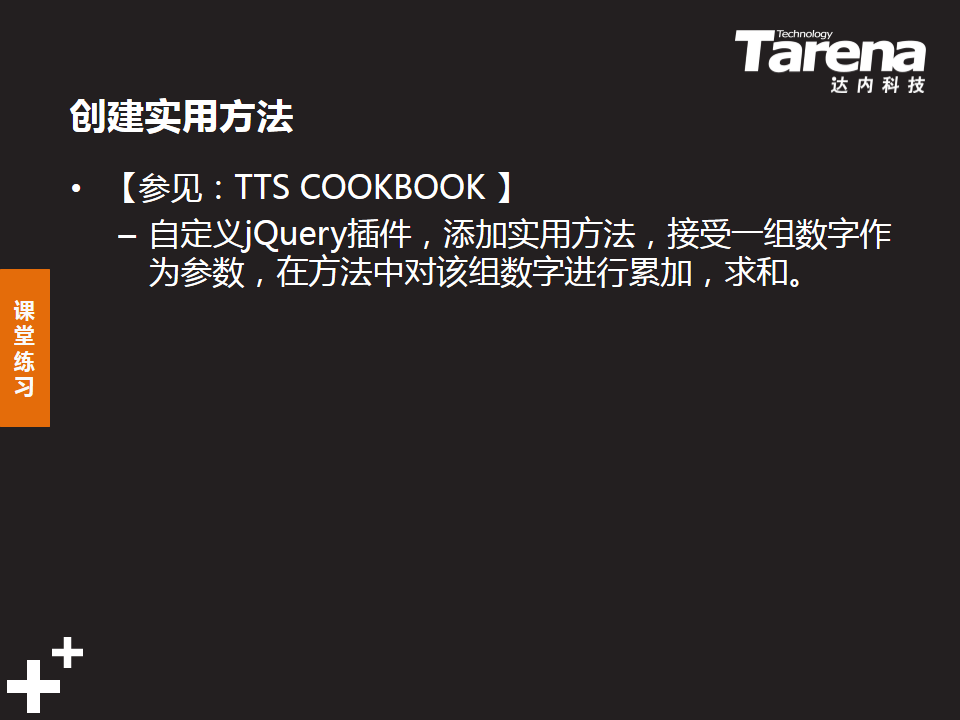 Technology
Tarena
达内科技
创建实用方法
• 【参见：TTS COOKBOOK 】
– 自定义jQuery插件，添加实用方法，接受一组数字作
为参数，在方法中对该组数字进行累加，求和。
课
堂
练
习